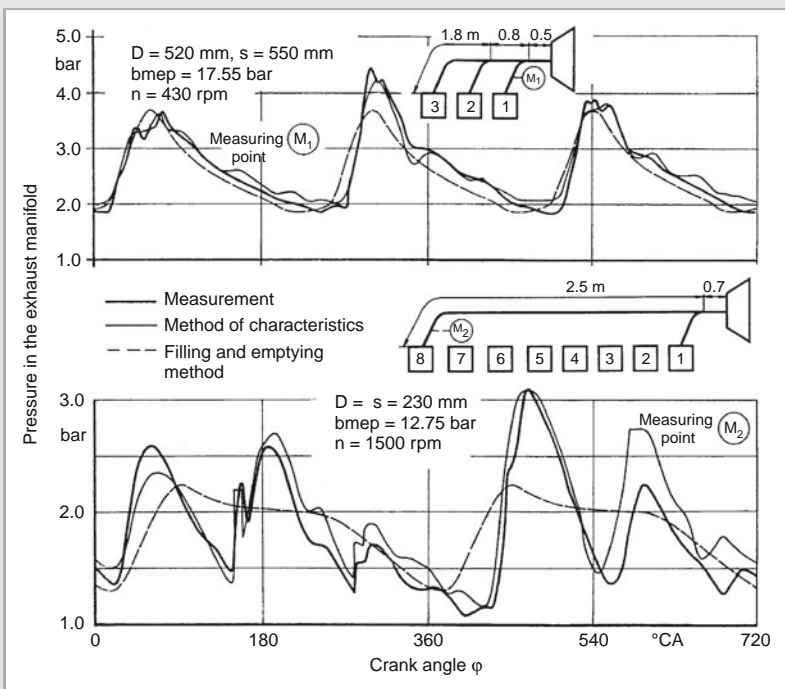 Pressure in the exhaust manifold
5.0
bar
4.0
3.0
2.0
1.0
D = 520 mm, s = 550 mm
bmep = 17.55 bar
n = 430 rpm
Measuring
point M₁
1.8 m 0.8 0.5
M₁
3 2 1
Measurement
Method of characteristics
Filling and emptying
method
2.5 m 0.7
M₂
8 7 6 5 4 3 2 1
3.0
bar
2.0
1.0
D = s = 230 mm
bmep = 12.75 bar
n = 1500 rpm
Measuring
point M₂
0 180 360 540 °CA 720
Crank angle φ